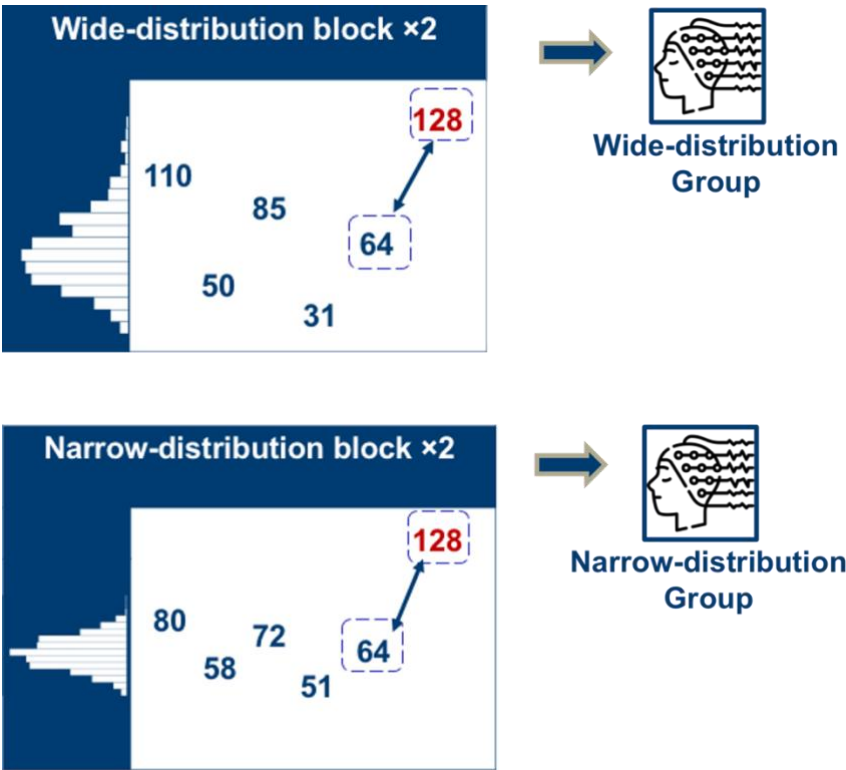 Wide-distribution block ×2
128
110
85
64
50
31
Wide-distribution
Group
Narrow-distribution block ×2
128
80
72
64
58
51
Narrow-distribution
Group